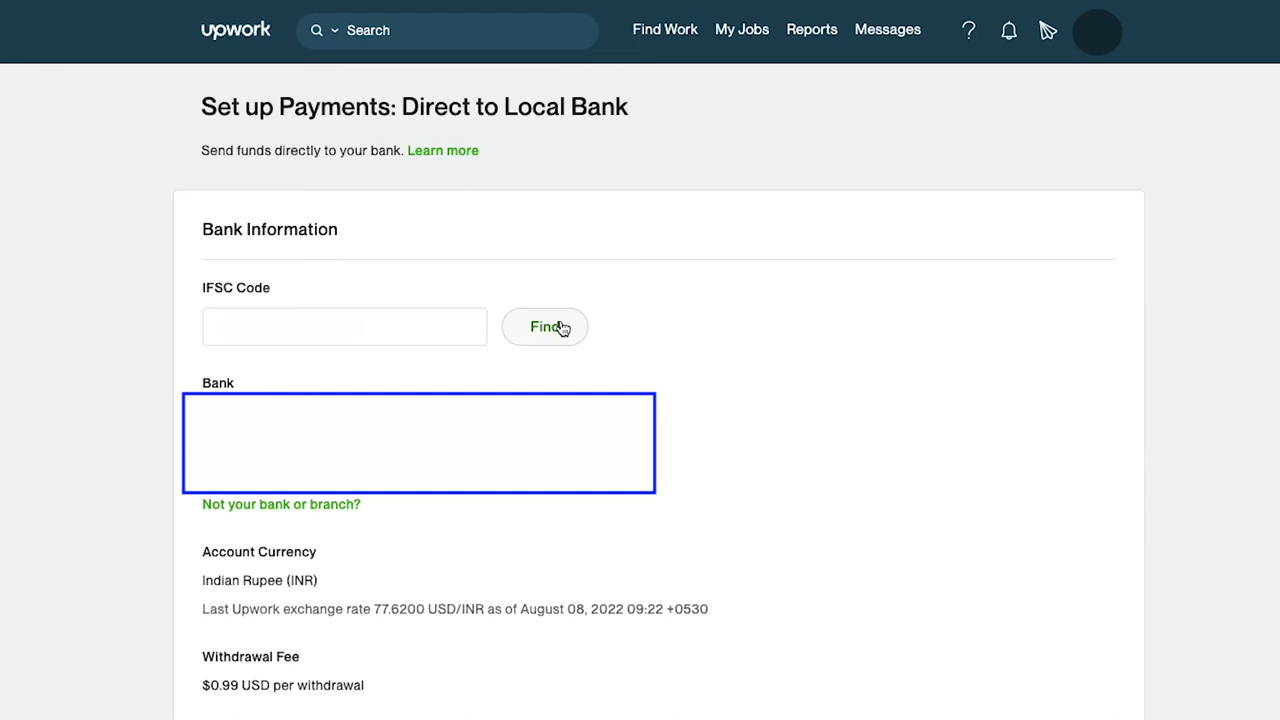 upwork
Search
Find Work
My Jobs
Reports
Messages
Set up Payments: Direct to Local Bank
Send funds directly to your bank. Learn more
Bank Information
IFSC Code
Find
Bank
Not your bank or branch?
Account Currency
Indian Rupee (INR)
Last Upwork exchange rate 77.6200 USD/INR as of August 08, 2022 09:22 +0530
Withdrawal Fee
$0.99 USD per withdrawal